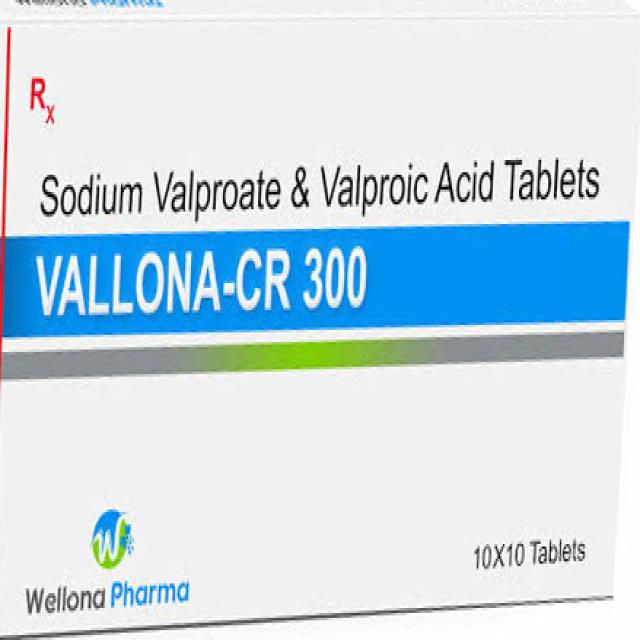 Rx
Sodium Valproate & Valproic Acid Tablets
VALLONA-CR 300
10X10 Tablets
Wellona Pharma